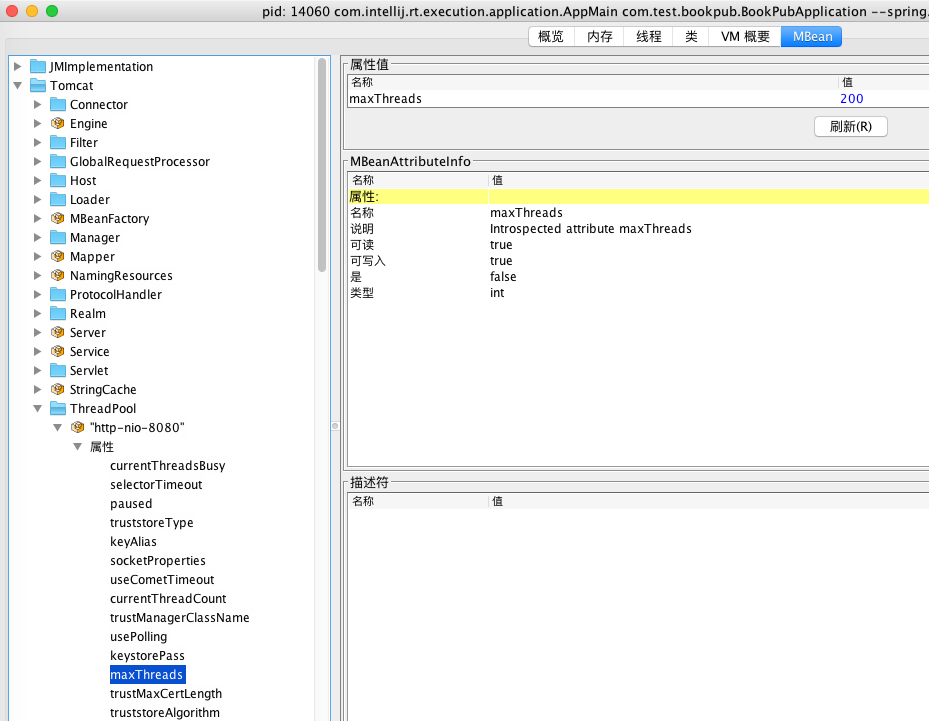 pid: 14060 com.intellij.rt.execution.application.AppMain com.test.bookpub.BookPubApplication --spring.
概览 内存 线程 类 VM 概要 MBean
JMImplementation
Tomcat
Connector
Engine
Filter
GlobalRequestProcessor
Host
Loader
MBeanFactory
Manager
Mapper
NamingResources
ProtocolHandler
Realm
Server
Service
Servlet
StringCache
ThreadPool
"http-nio-8080"
属性
currentThreadsBusy
selectorTimeout
paused
truststoreType
keyAlias
socketProperties
useCometTimeout
currentThreadCount
trustManagerClassName
usePolling
keystorePass
maxThreads
trustMaxCertLength
truststoreAlgorithm
属性值
名称 值
maxThreads 200
刷新(R)
MBeanAttributeInfo
名称 值
属性:
名称 maxThreads
说明 Introspected attribute maxThreads
可读 true
可写入 true
是 false
类型 int
描述符
名称 值